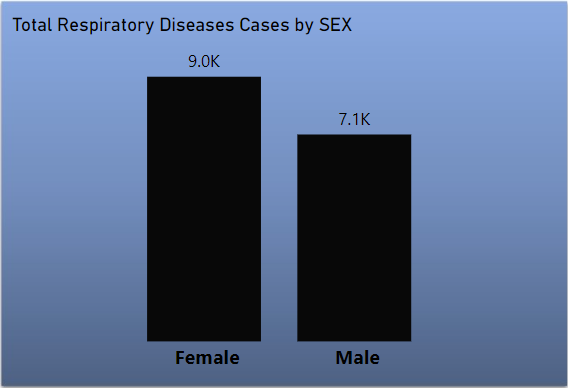 Total Respiratory Diseases Cases by SEX
9.0K
7.1K
Female
Male